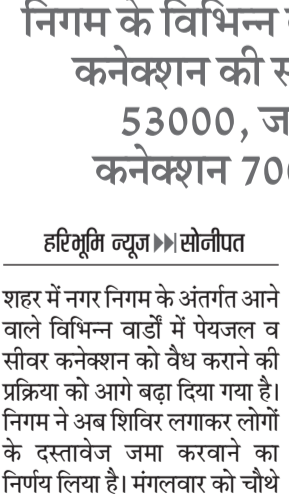 निगम के विभिन्न
कनेक्शन की
53000,
कनेक्शन
हरिभूमि न्यूज ▶▶ सोनीपत
शहर में नगर निगम के अंतर्गत आने
वाले विभिन्न वार्डों में पेयजल व
सीवर कनेक्शन को वैध कराने की
प्रक्रिया को आगे बढ़ा दिया गया है।
निगम ने अब शिविर लगाकर लोगों
के दस्तावेज जमा करवाने का
निर्णय लिया है। मंगलवार को चौथे